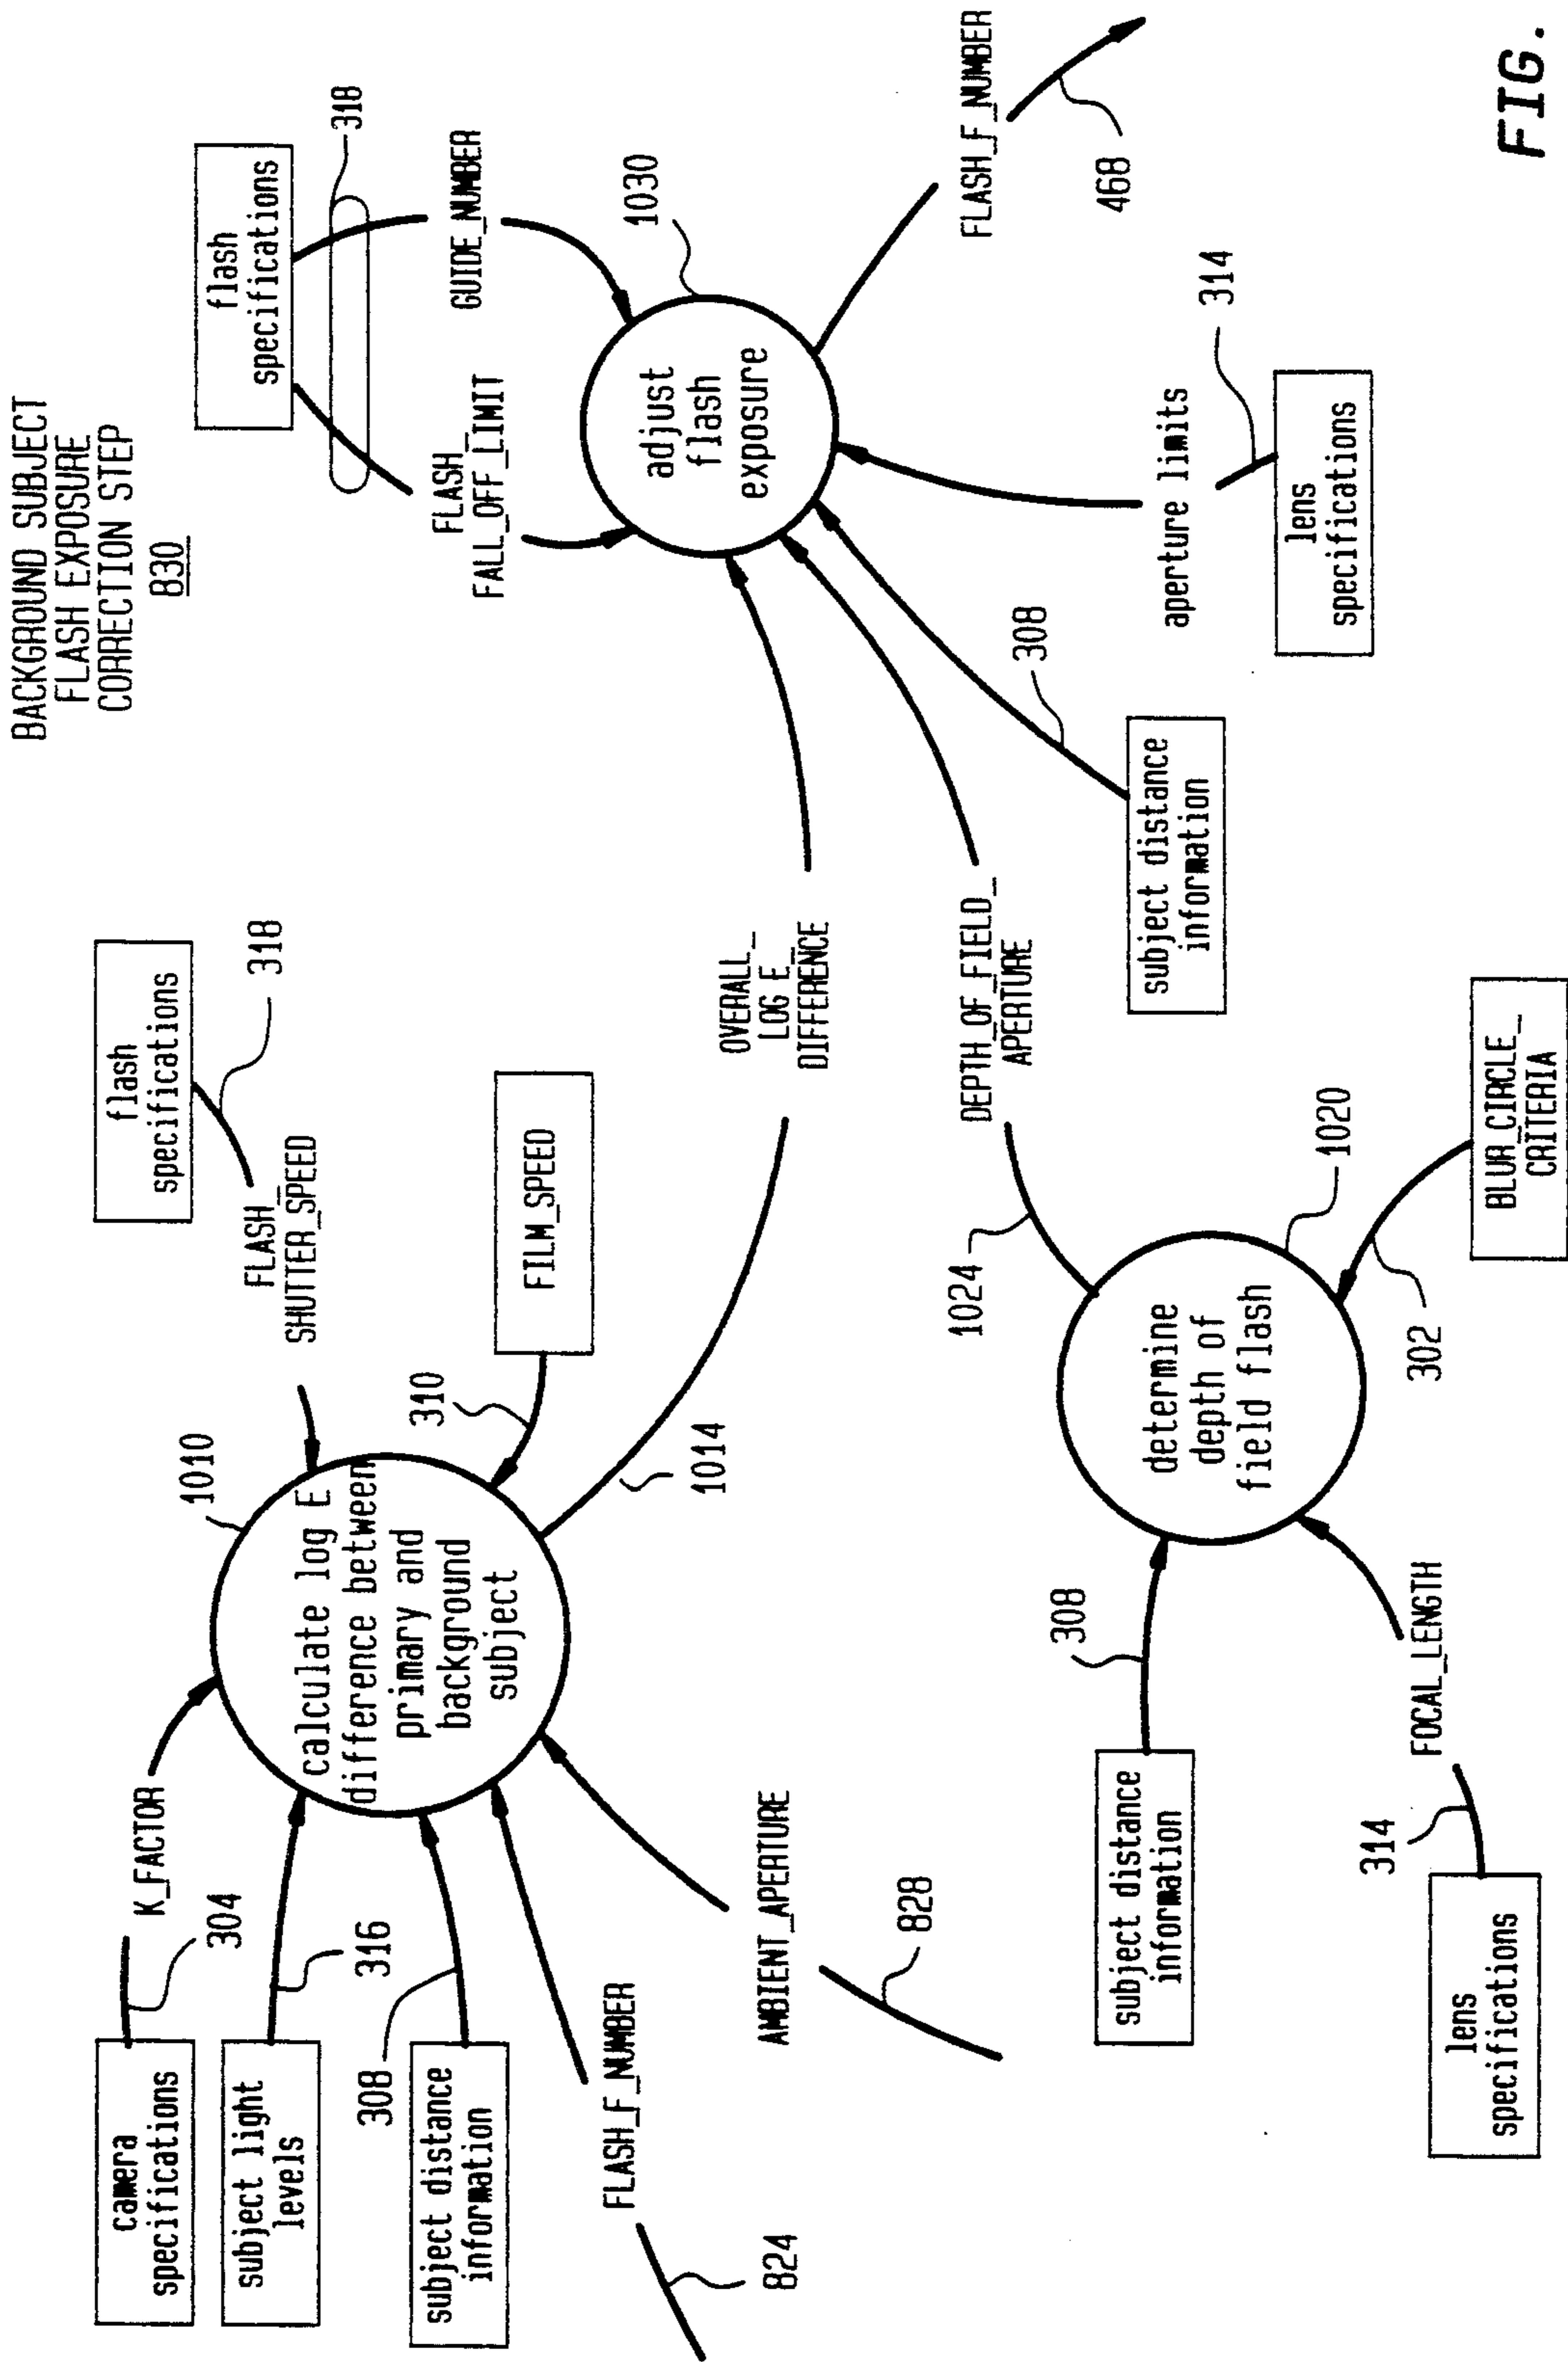 BACKGROUND SUBJECT
FLASH EXPOSURE
CORRECTION STEP
830
camera
specifications
304
K_FACTOR
subject light
levels
316
subject distance
information
308
FLASH_F_NUMBER
824
AMBIENT_APERTURE
828
1010
calculate log E
difference between
primary and
background
subject
flash
specifications
318
FLASH_
SHUTTER_SPEED
FILM_SPEED
310
1014
OVERALL_
LOG E_
DIFFERENCE
flash
specifications
318
FLASH_
FALL_OFF_LIMIT
GUIDE_NUMBER
1030
adjust
flash
exposure
FLASH_F_NUMBER
468
subject distance
information
308
lens
specifications
314
FOCAL_LENGTH
determine
depth of
field flash
1020
BLUR_CIRCLE_
CRITERIA
302
1024
DEPTH_OF_FIELD_
APERTURE
subject distance
information
308
aperture limits
314
lens
specifications
FIG.